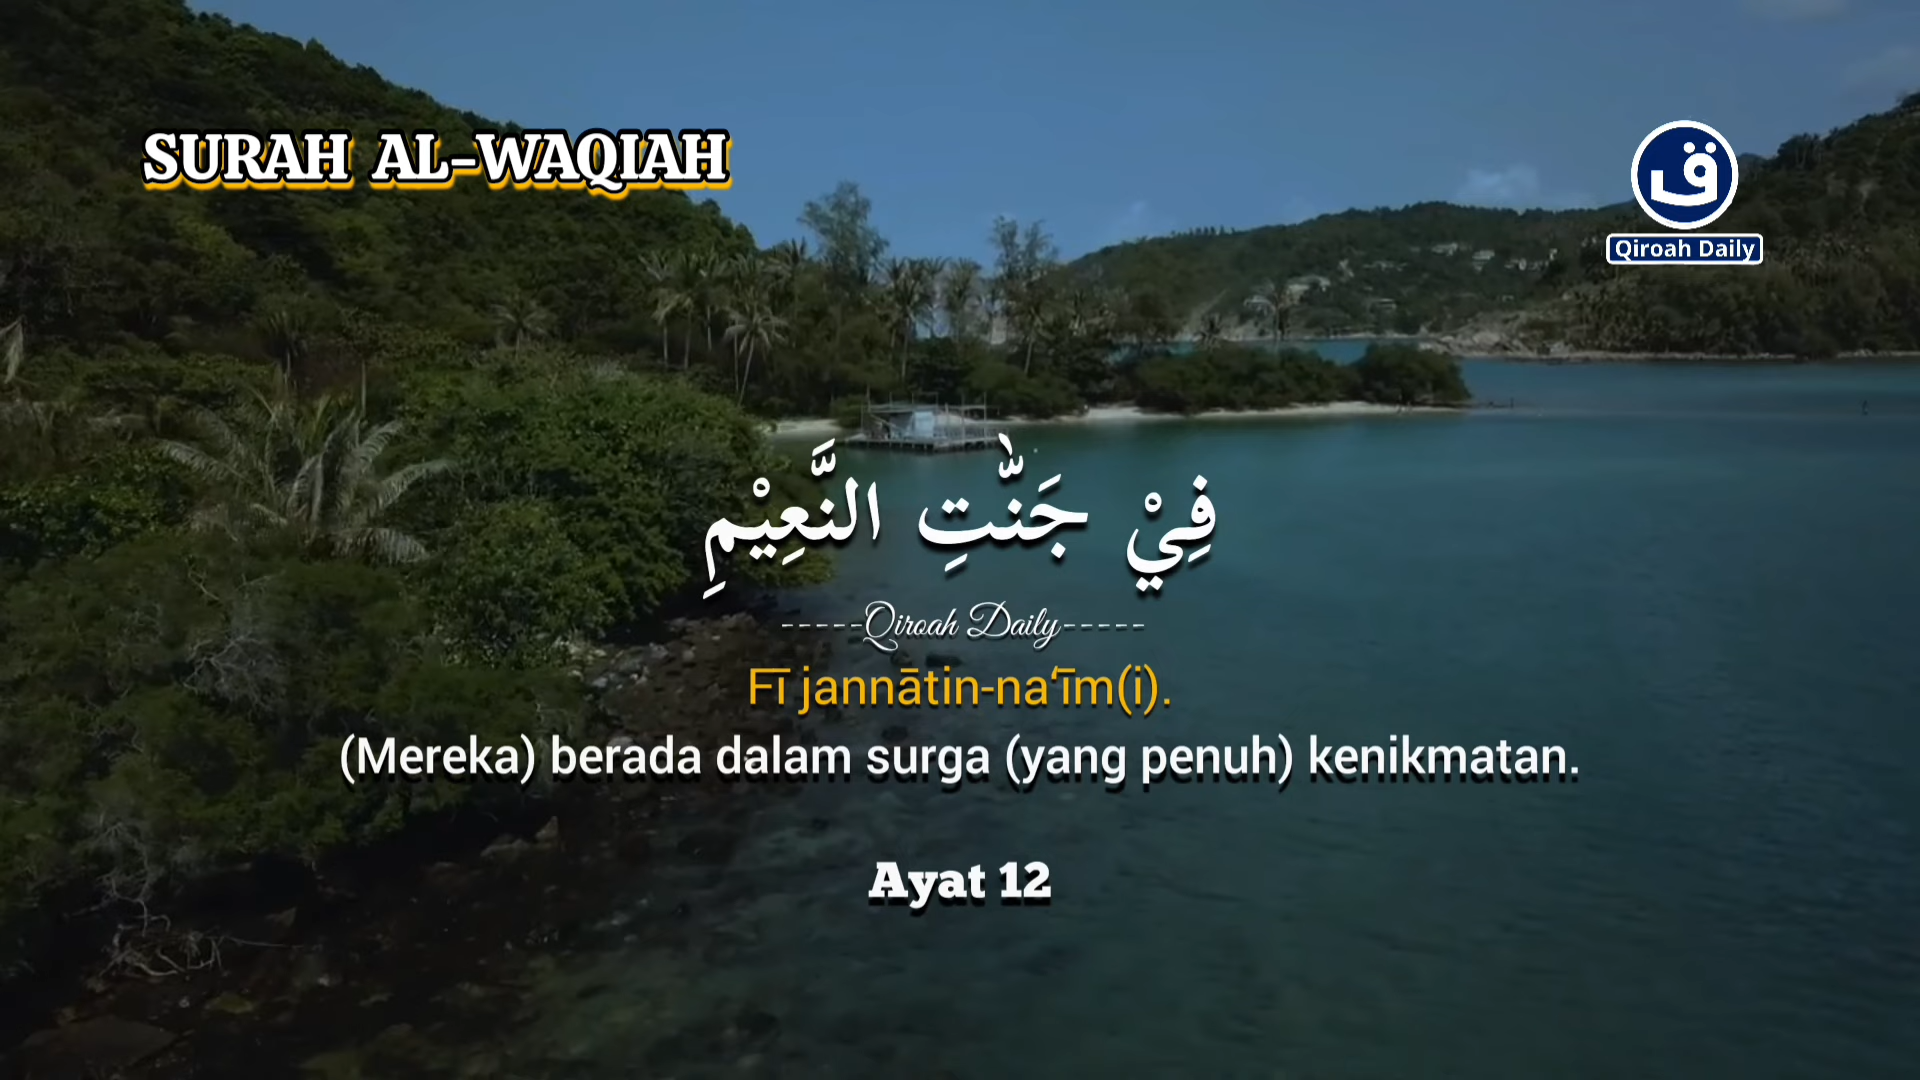 SURAH AL-WAQIAH
ق
Qiroah Daily
فِيْ جَنّٰتِ النَّعِيْمِ
-----Qiroah Daily-----
Fī jannātin-na‘īm(i).
(Mereka) berada dalam surga (yang penuh) kenikmatan.
Ayat 12